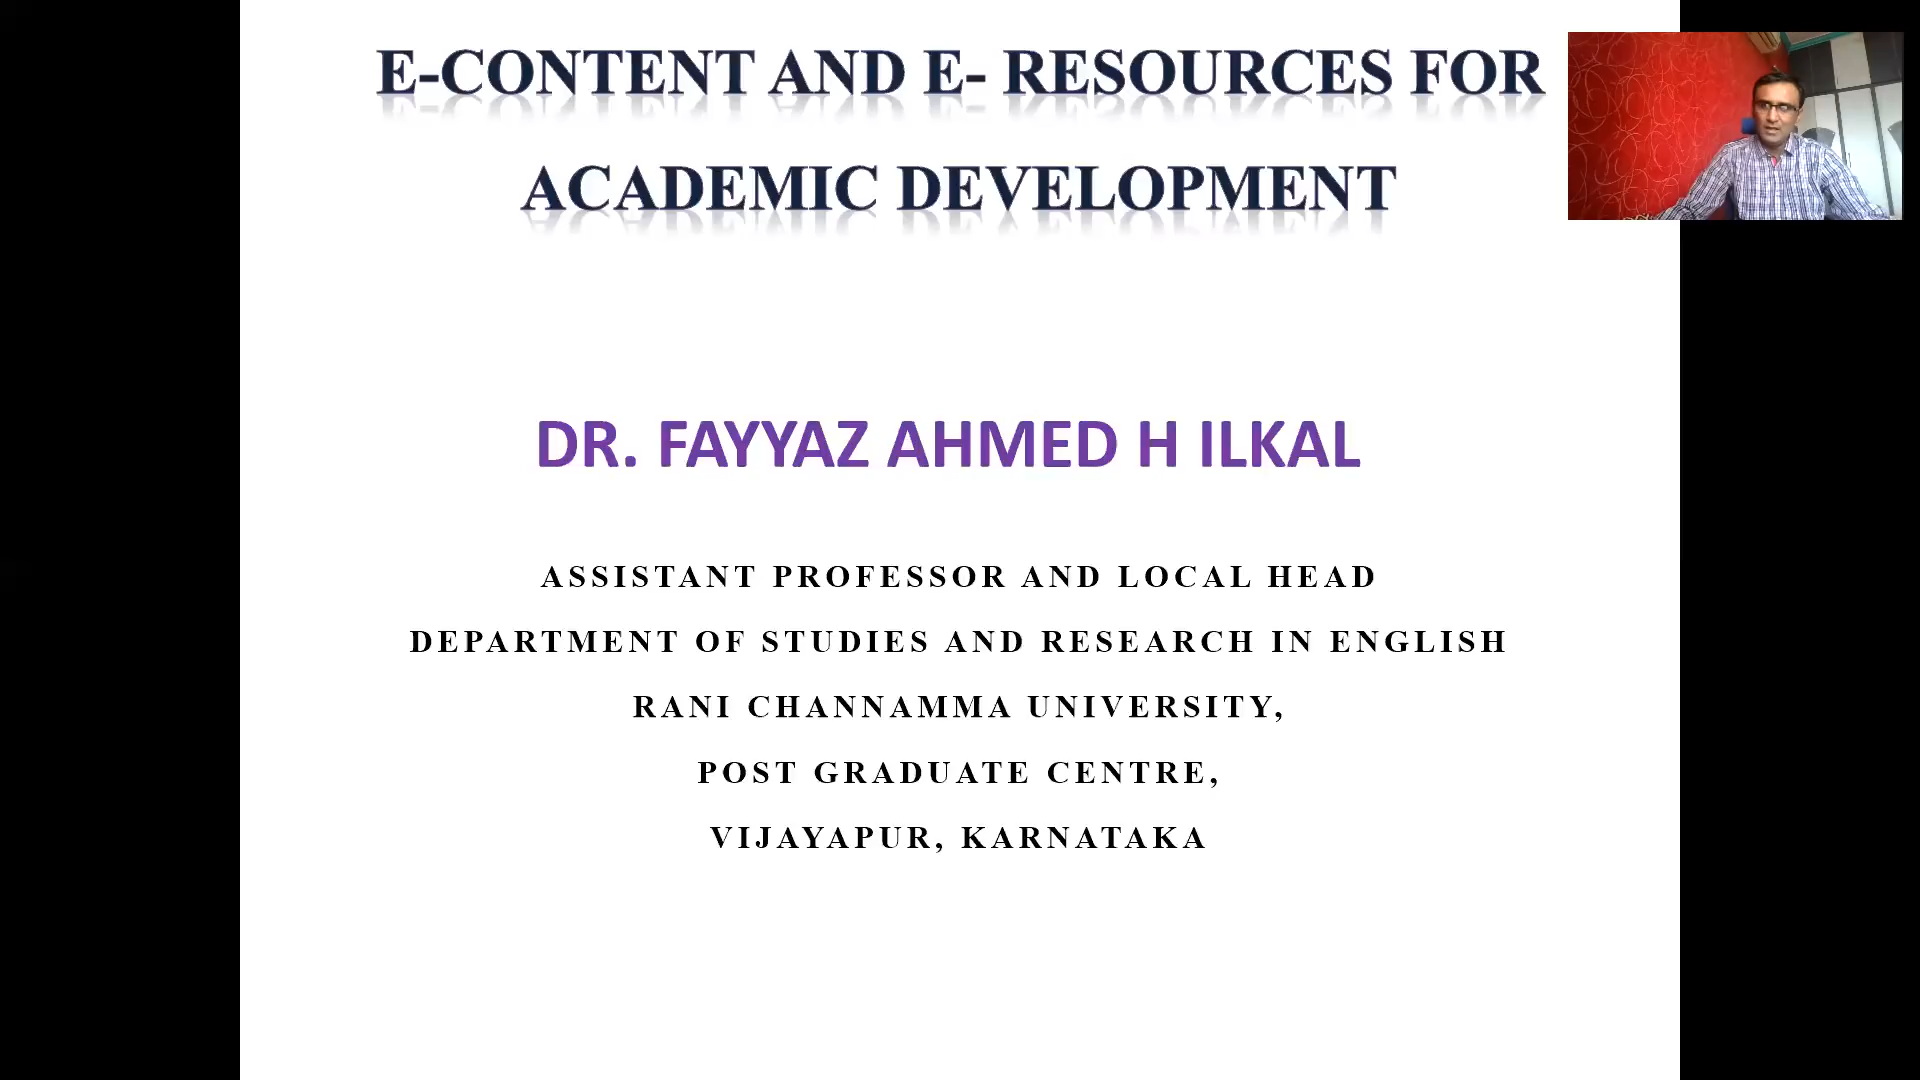 E-CONTENT AND E- RESOURCES FOR
ACADEMIC DEVELOPMENT
DR. FAYYAZ AHMED H ILKAL
ASSISTANT PROFESSOR AND LOCAL HEAD
DEPARTMENT OF STUDIES AND RESEARCH IN ENGLISH
RANI CHANNAMMA UNIVERSITY,
POST GRADUATE CENTRE,
VIJAYAPUR, KARNATAKA